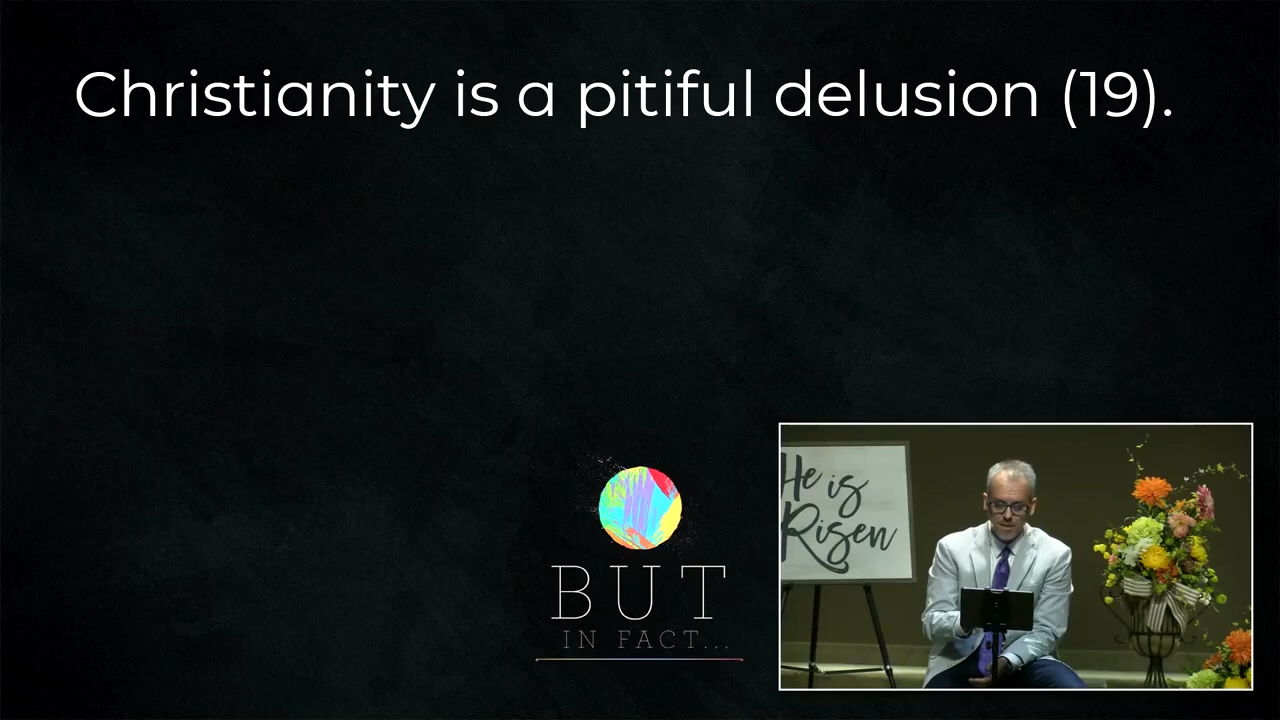 Christianity is a pitiful delusion (19).
He is
Risen
BUT
IN FACT...